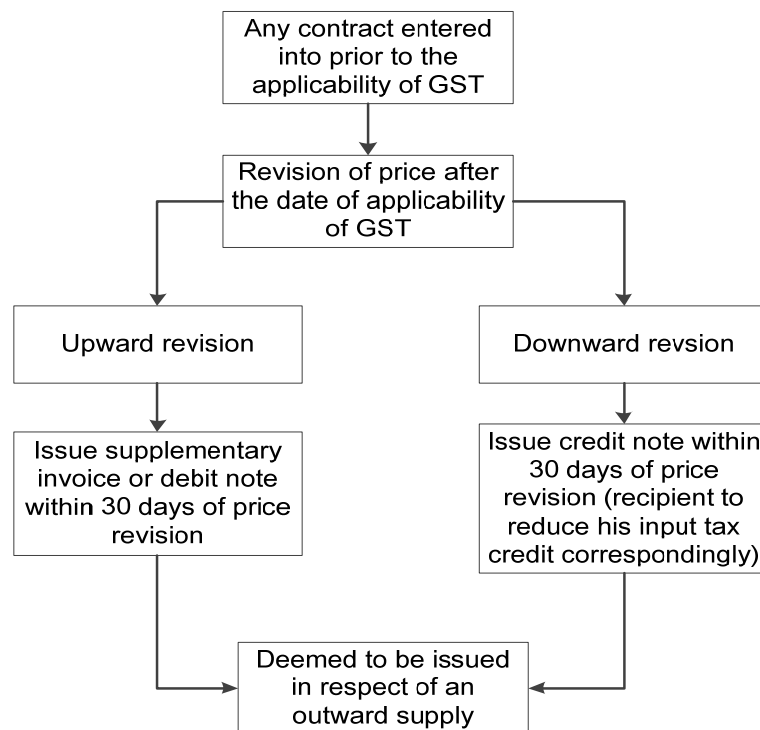 Any contract entered
into prior to the
applicability of GST
Revision of price after
the date of applicability
of GST
Upward revision
Downward revsion
Issue supplementary
invoice or debit note
within 30 days of price
revision
Issue credit note within
30 days of price
revision (recipient to
reduce his input tax
credit correspondingly)
Deemed to be issued
in respect of an
outward supply